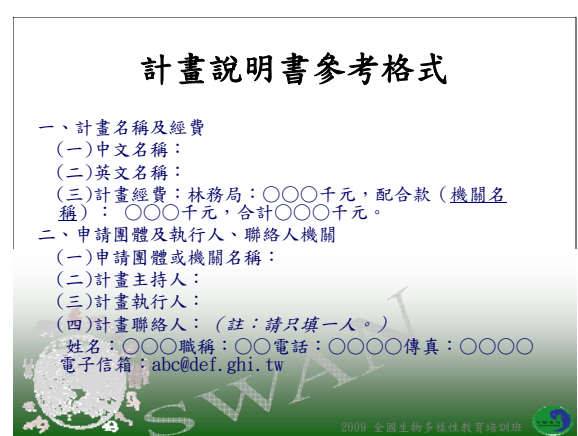 計畫說明書參考格式
一、計畫名稱及經費
(一)中文名稱：
(二)英文名稱：
(三)計畫經費：林務局：○○○千元，配合款（機關名
稱）： ○○○千元，合計○○○千元。
二、申請團體及執行人、聯絡人機關
(一)申請團體或機關名稱：
(二)計畫主持人：
(三)計畫執行人：
(四)計畫聯絡人：（註：請只填一人。）
姓名：○○○職稱：○○電話：○○○○傳真：○○○○
電子信箱：abc@def.ghi.tw
SWAN
2009 全國生物多樣性教育培訓班